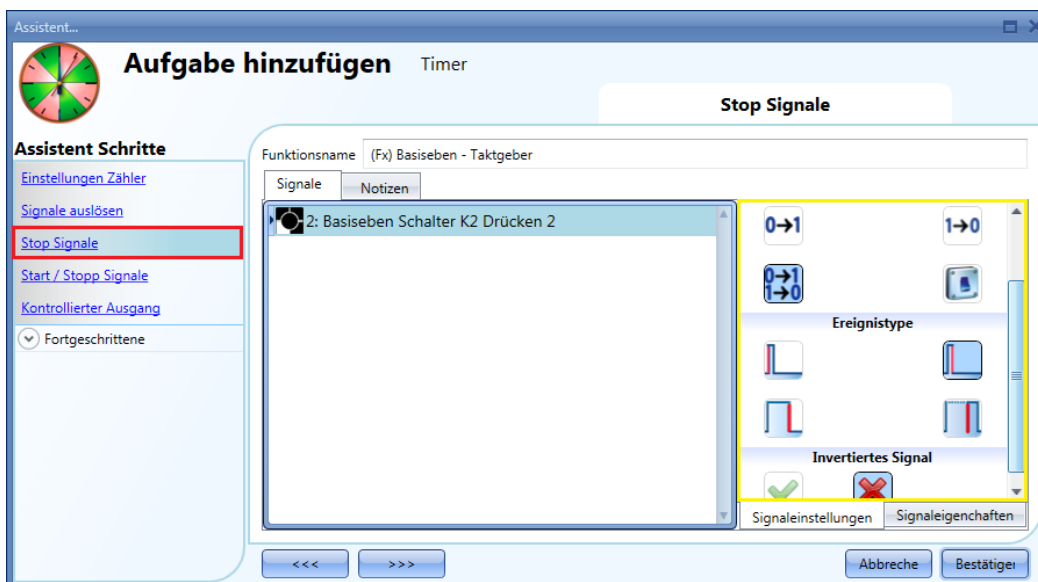 Assistent...
Aufgabe hinzufügen Timer
Stop Signale
Assistent Schritte
Einstellungen Zähler
Signale auslösen
Stop Signale
Start / Stopp Signale
Kontrollierter Ausgang
Fortgeschrittene
Funktionsname (Fx) Basiseben - Taktgeber
Signale Notizen
2: Basiseben Schalter K2 Drücken 2
0→1 1→0
0→1
1→0
Ereignistype
Invertiertes Signal
Signaleinstellungen Signaleigenchaften
<<< >>> Abbreche Bestätiger